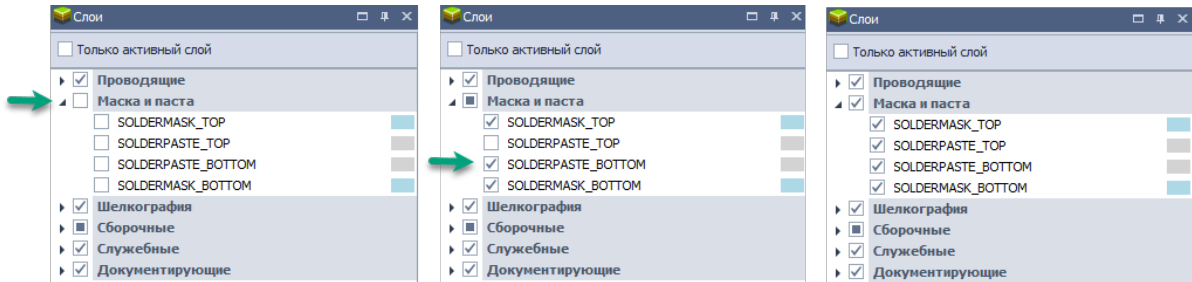 Слои
Только активный слой
Проводящие
Маска и паста
SOLDERMASK_TOP
SOLDERPASTE_TOP
SOLDERPASTE_BOTTOM
SOLDERMASK_BOTTOM
Шелкография
Сборочные
Служебные
Документирующие
Слои
Только активный слой
Проводящие
Маска и паста
SOLDERMASK_TOP
SOLDERPASTE_TOP
SOLDERPASTE_BOTTOM
SOLDERMASK_BOTTOM
Шелкография
Сборочные
Служебные
Документирующие
Слои
Только активный слой
Проводящие
Маска и паста
SOLDERMASK_TOP
SOLDERPASTE_TOP
SOLDERPASTE_BOTTOM
SOLDERMASK_BOTTOM
Шелкография
Сборочные
Служебные
Документирующие